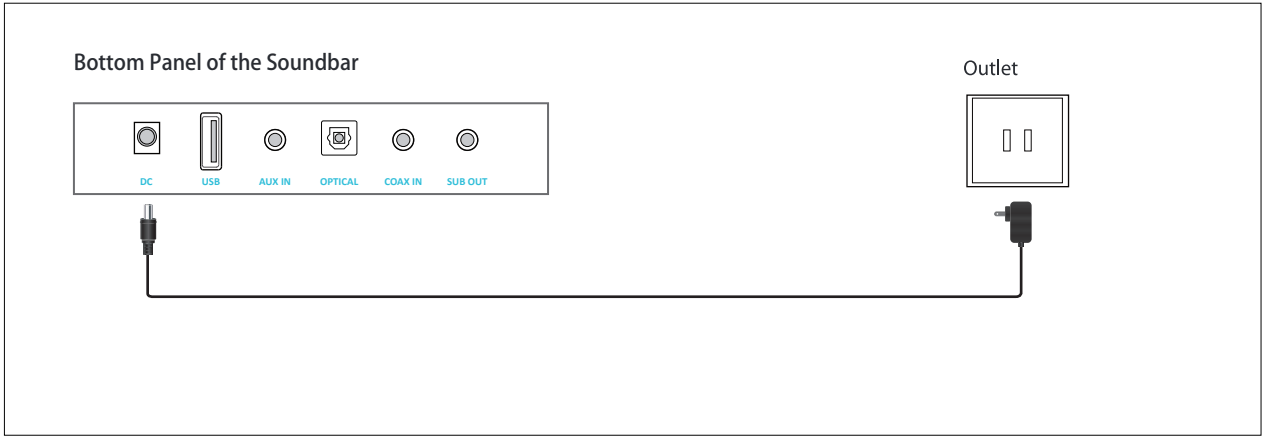 Bottom Panel of the Soundbar
Outlet
DC USB AUX IN OPTICAL COAX IN SUB OUT